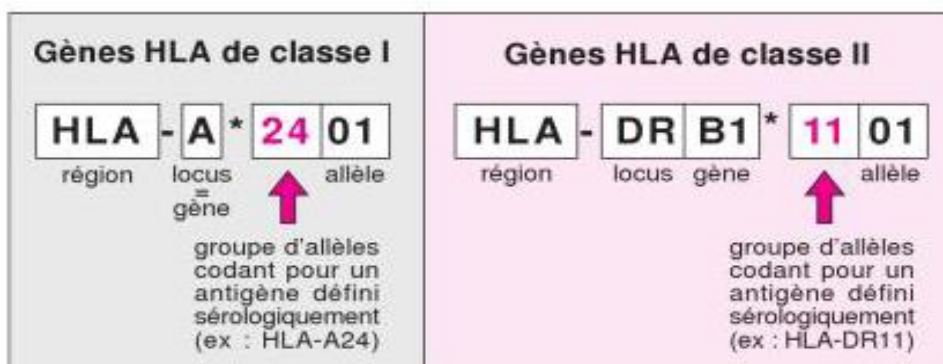 Gènes HLA de classe I
HLA - A * 24 01
région locus allèle
=
gène
groupe d'allèles
codant pour un
antigène défini
sérologiquement
(ex : HLA-A24)
Gènes HLA de classe II
HLA - DR B1 * 11 01
région locus gène allèle
groupe d'allèles
codant pour un
antigène défini
sérologiquement
(ex : HLA-DR11)